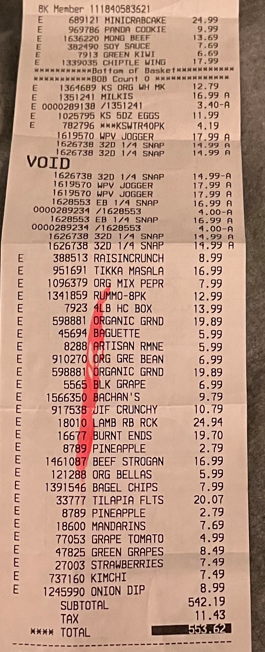 8K Member 111840583621
E 689121 MINICRABCAKE 24.99
E 969786 PANDA COOKIE 9.99
E 1636220 MONG BEEF 13.69
E 382490 SOY SAUCE 7.69
E 7913 GREEN KIWI 6.69
E 1339035 CHIPTLE WING 17.99
Bottom of Basket
BOB Count 0
E 1364689 KS ORG WH MK 12.79
E 1351241 MILKIS 16.99 A
E 0000289138 /1351241 3.40-A
E 1025795 KS 5DZ EGGS 11.99
E 782796 ***KSWTR40PK 4.19
1619570 WPV JOGGER 17.99 A
1626738 32D 1/4 SNAP 14.99 A
1626738 32D 1/4 SNAP 14.99 A
VOID
1626738 32D 1/4 SNAP 14.99-A
1619570 WPV JOGGER 17.99 A
1619570 WPV JOGGER 17.99 A
1628553 EB 1/4 SNAP 16.99 A
0000289234 /1628553 4.00-A
1628553 EB 1/4 SNAP 16.99 A
0000289234 /1628553 4.00-A
1626738 32D 1/4 SNAP 14.99 A
1626738 32D 1/4 SNAP 14.99 A
E 388513 RAISINCRUNCH 8.99
E 951691 TIKKA MASALA 16.99
E 1096379 ORG MIX PEPR 7.99
E 1341859 RUMMO-8PK 12.99
E 7923 4LB HC BOX 13.99
E 598881 ORGANIC GRND 19.89
E 45694 BAGUETTE 5.99
E 8288 ARTISAN RMNE 5.99
E 910270 ORG GRE BEAN 6.99
E 598881 ORGANIC GRND 19.89
E 5565 BLK GRAPE 6.99
E 1566350 BACHAN'S 9.79
E 917538 JIF CRUNCHY 10.79
E 18010 LAMB RB RCK 24.94
E 16677 BURNT ENDS 19.70
E 8789 PINEAPPLE 2.79
E 1461087 BEEF STROGAN 16.99
E 121288 ORG BELLAS 5.99
E 1391546 BAGEL CHIPS 7.99
E 33777 TILAPIA FLTS 20.07
E 8789 PINEAPPLE 2.79
E 18600 MANDARINS 7.69
E 77053 GRAPE TOMATO 4.99
E 47825 GREEN GRAPES 8.49
E 27003 STRAWBERRIES 7.49
E 737160 KIMCHI 7.49
E 1245990 ONION DIP 8.99
SUBTOTAL 542.19
TAX 11.43
**** TOTAL 553.62